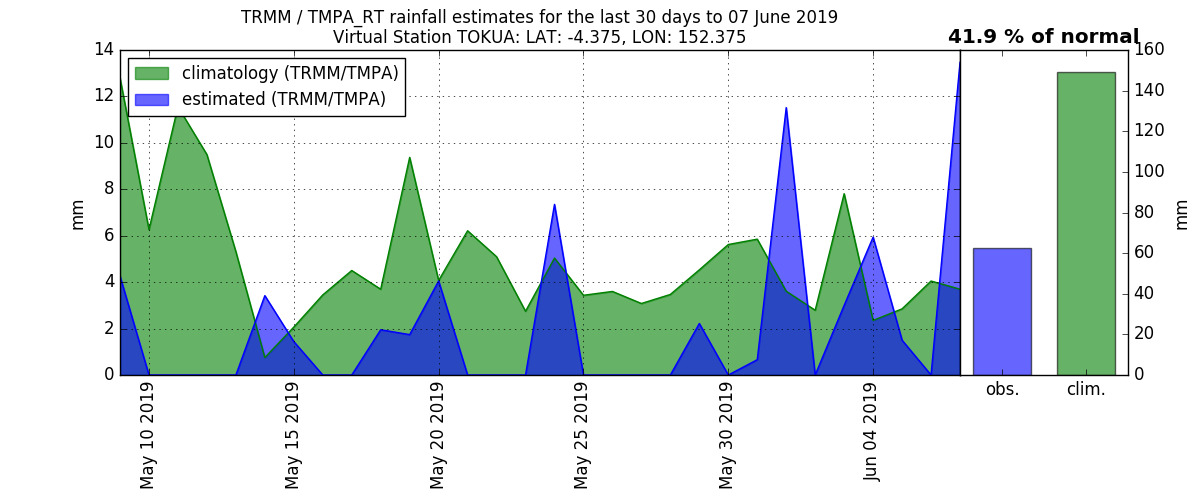 TRMM / TMPA_RT rainfall estimates for the last 30 days to 07 June 2019
Virtual Station TOKUA: LAT: -4.375, LON: 152.375
41.9 % of normal
climatology (TRMM/TMPA)
estimated (TRMM/TMPA)
14
12
10
8
6
4
2
0
mm
160
140
120
100
80
60
40
20
0
mm
May 10 2019
May 15 2019
May 20 2019
May 25 2019
May 30 2019
Jun 04 2019
obs.
clim.